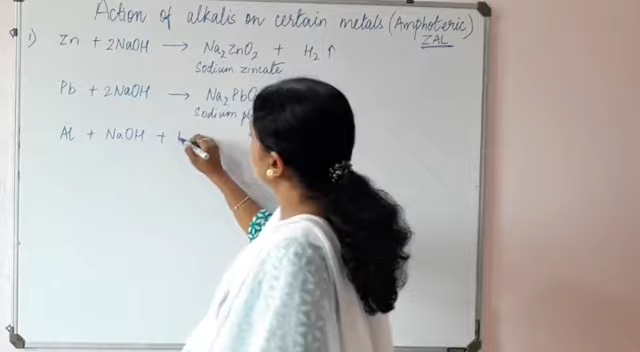 Action of alkalis on certain metals (Amphoteric)
ZAL
1) Zn + 2NaOH → Na₂ZnO₂ + H₂ ↑
Sodium zincate
Pb + 2NaOH → Na₂PbO
Sodium
Al + NaOH +